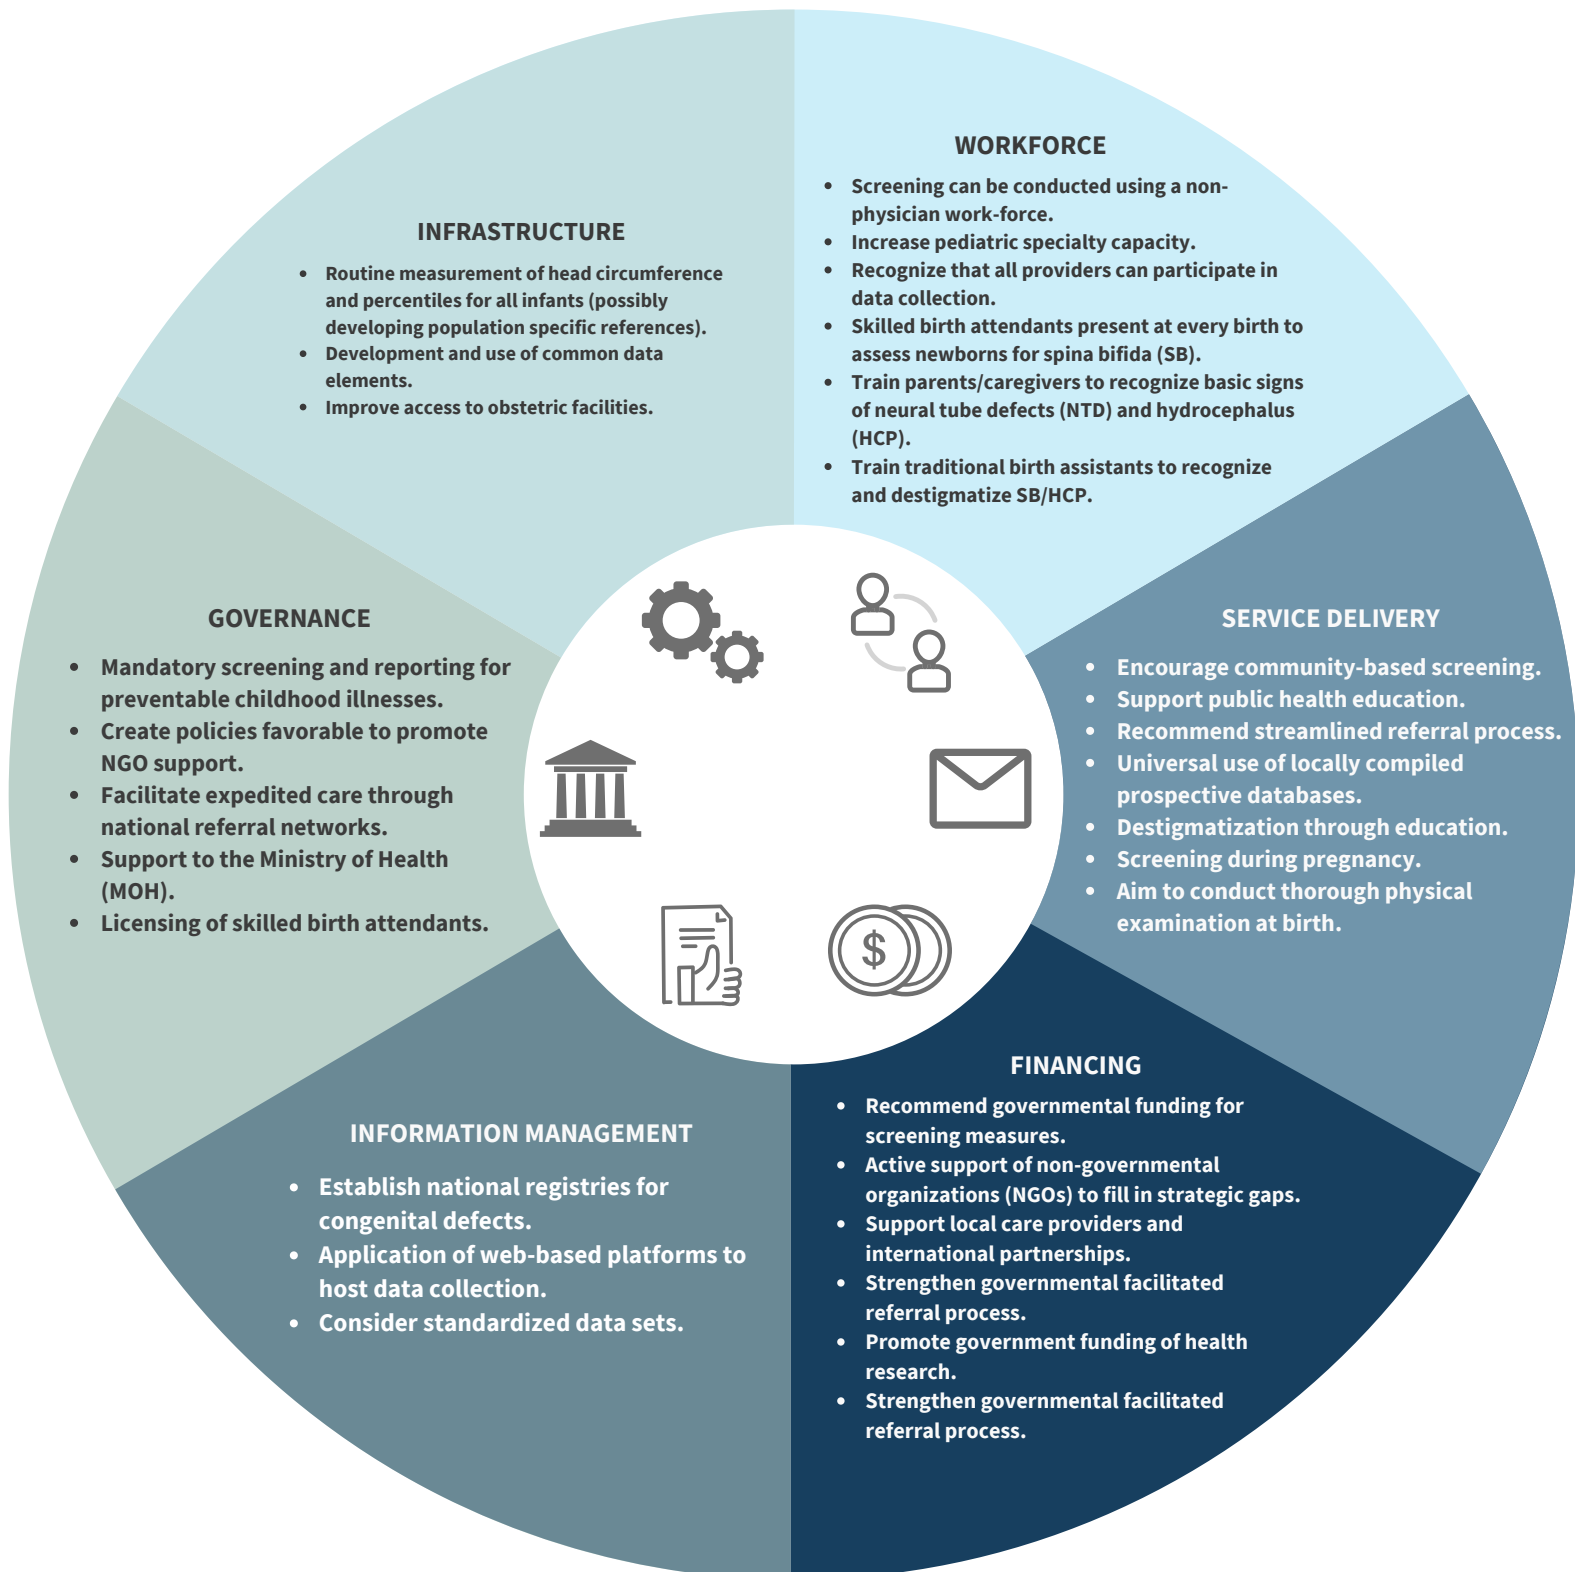 WORKFORCE
• Screening can be conducted using a non-
physician work-force.
• Increase pediatric specialty capacity.
• Recognize that all providers can participate in
data collection.
• Skilled birth attendants present at every birth to
assess newborns for spina bifida (SB).
• Train parents/caregivers to recognize basic signs
of neural tube defects (NTD) and hydrocephalus
(HCP).
• Train traditional birth assistants to recognize
and destigmatize SB/HCP.
INFRASTRUCTURE
• Routine measurement of head circumference
and percentiles for all infants (possibly
developing population specific references).
• Development and use of common data
elements.
• Improve access to obstetric facilities.
GOVERNANCE
• Mandatory screening and reporting for
preventable childhood illnesses.
• Create policies favorable to promote
NGO support.
• Facilitate expedited care through
national referral networks.
• Support to the Ministry of Health
(MOH).
• Licensing of skilled birth attendants.
SERVICE DELIVERY
• Encourage community-based screening.
• Support public health education.
• Recommend streamlined referral process.
• Universal use of locally compiled
prospective databases.
• Destigmatization through education.
• Screening during pregnancy.
• Aim to conduct thorough physical
examination at birth.
$
INFORMATION MANAGEMENT
• Establish national registries for
congenital defects.
• Application of web-based platforms to
host data collection.
• Consider standardized data sets.
FINANCING
• Recommend governmental funding for
screening measures.
• Active support of non-governmental
organizations (NGOs) to fill in strategic gaps.
• Support local care providers and
international partnerships.
• Strengthen governmental facilitated
referral process.
• Promote government funding of health
research.
• Strengthen governmental facilitated
referral process.